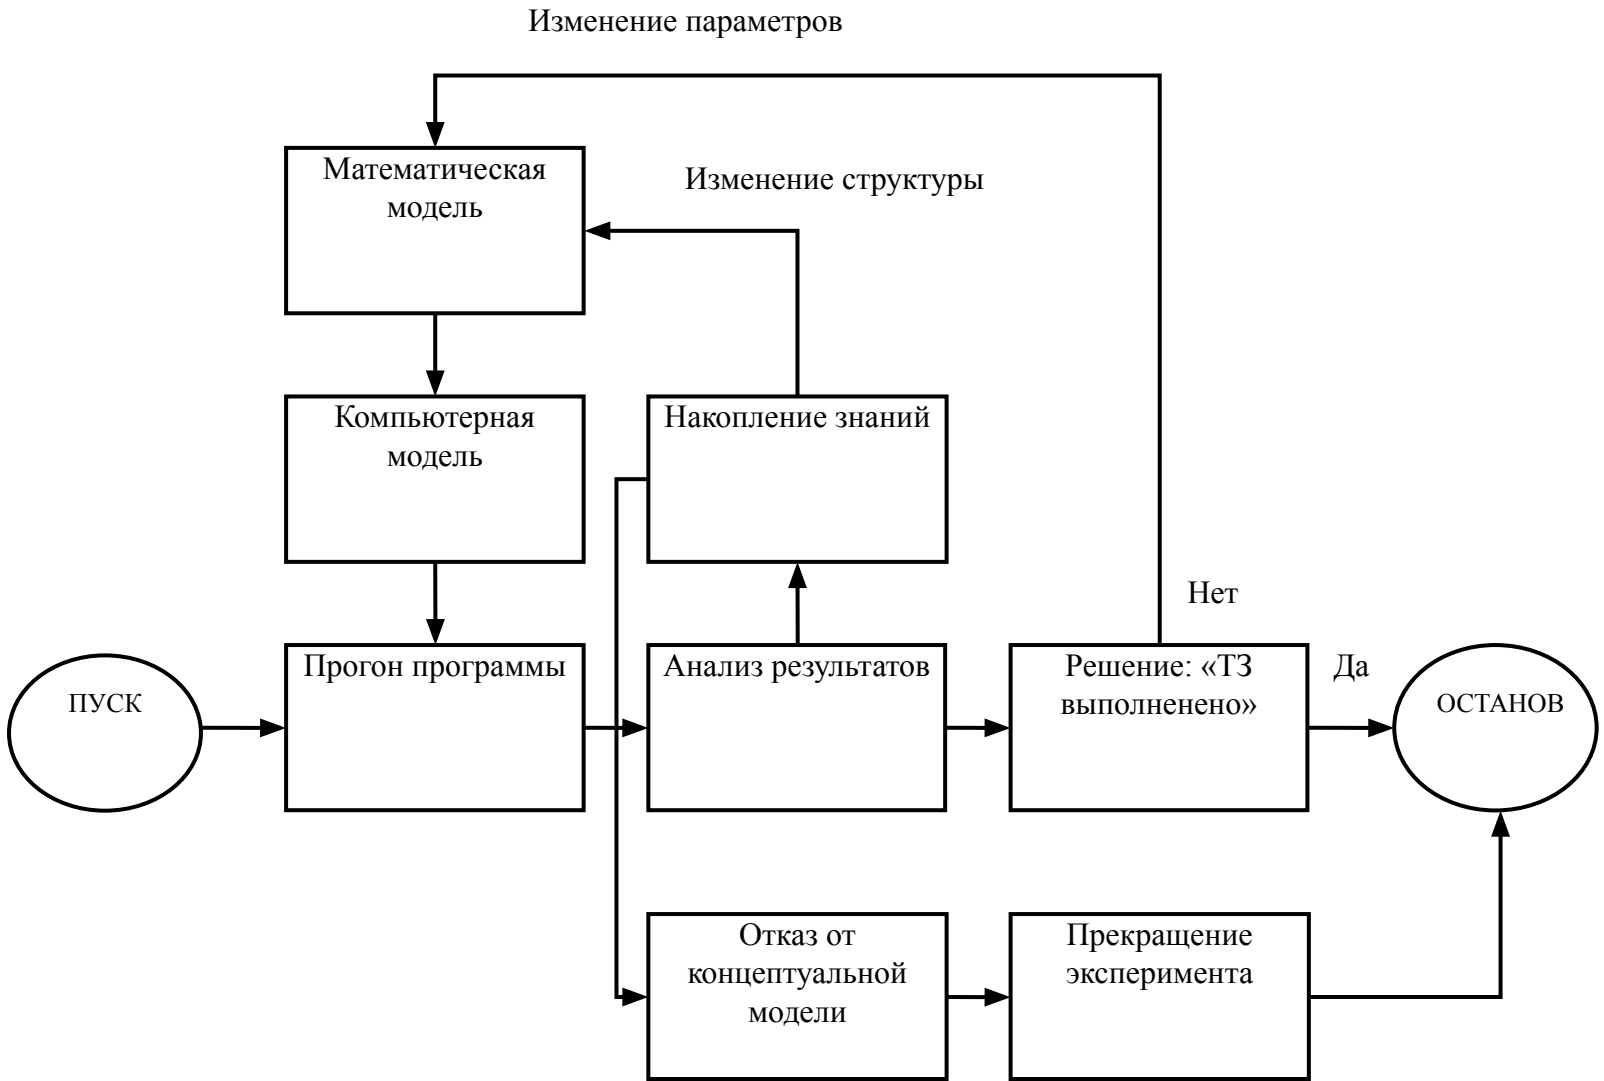 Изменение параметров
Математическая
модель
Изменение структуры
Компьютерная
модель
Накопление знаний
Нет
ПУСК
Прогон программы
Анализ результатов
Решение: «ТЗ
выполненено»
Да
ОСТАНОВ
Отказ от
концептуальной
модели
Прекращение
эксперимента